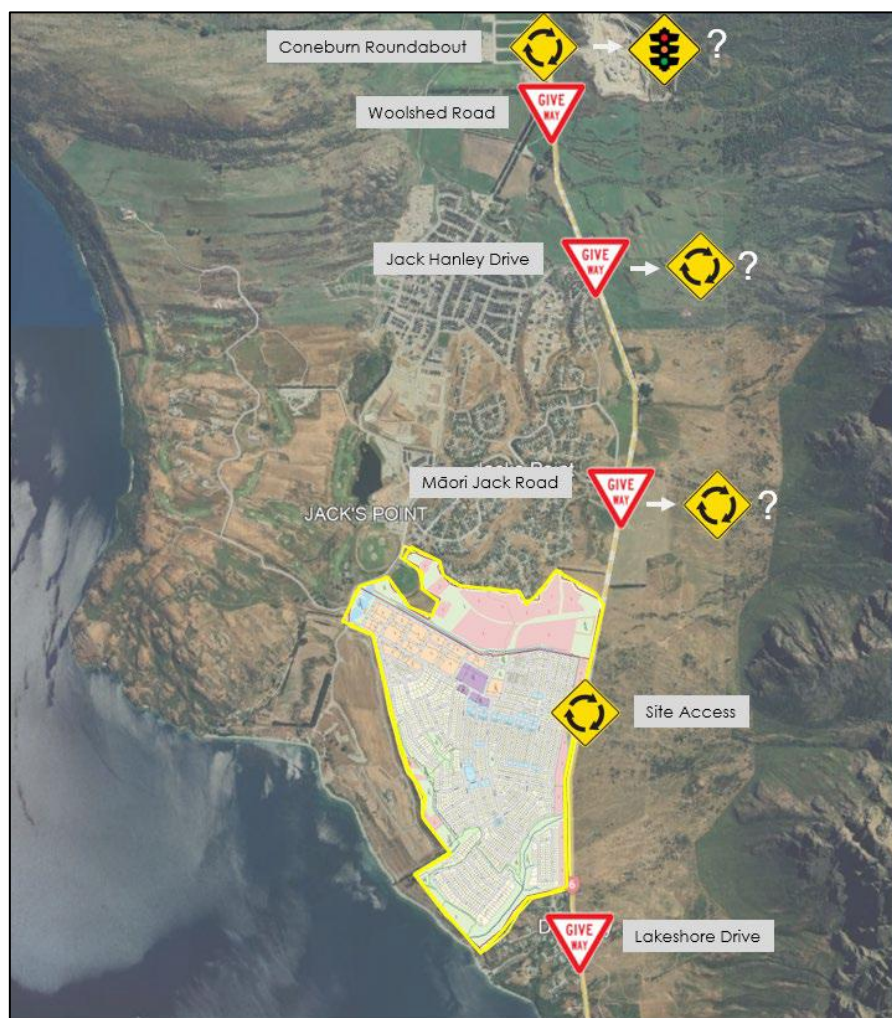 Coneburn Roundabout
?
GIVE
WAY
Woolshed Road
GIVE
WAY
Jack Hanley Drive
?
GIVE
WAY
Māori Jack Road
?
JACK'S POINT
Site Access
GIVE
WAY
Lakeshore Drive